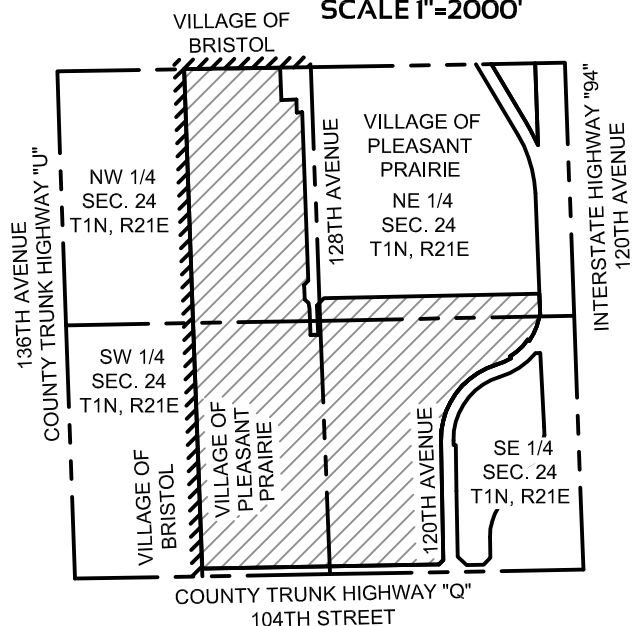 SCALE 1"=2000'
VILLAGE OF
BRISTOL
VILLAGE OF
PLEASANT
PRAIRIE
NW 1/4
SEC. 24
T1N, R21E
NE 1/4
SEC. 24
T1N, R21E
128TH AVENUE
136TH AVENUE
COUNTY TRUNK HIGHWAY "U"
INTERSTATE HIGHWAY "94"
120TH AVENUE
SW 1/4
SEC. 24
T1N, R21E
VILLAGE OF
BRISTOL
VILLAGE OF
PLEASANT
PRAIRIE
120TH AVENUE
SE 1/4
SEC. 24
T1N, R21E
COUNTY TRUNK HIGHWAY "Q"
104TH STREET